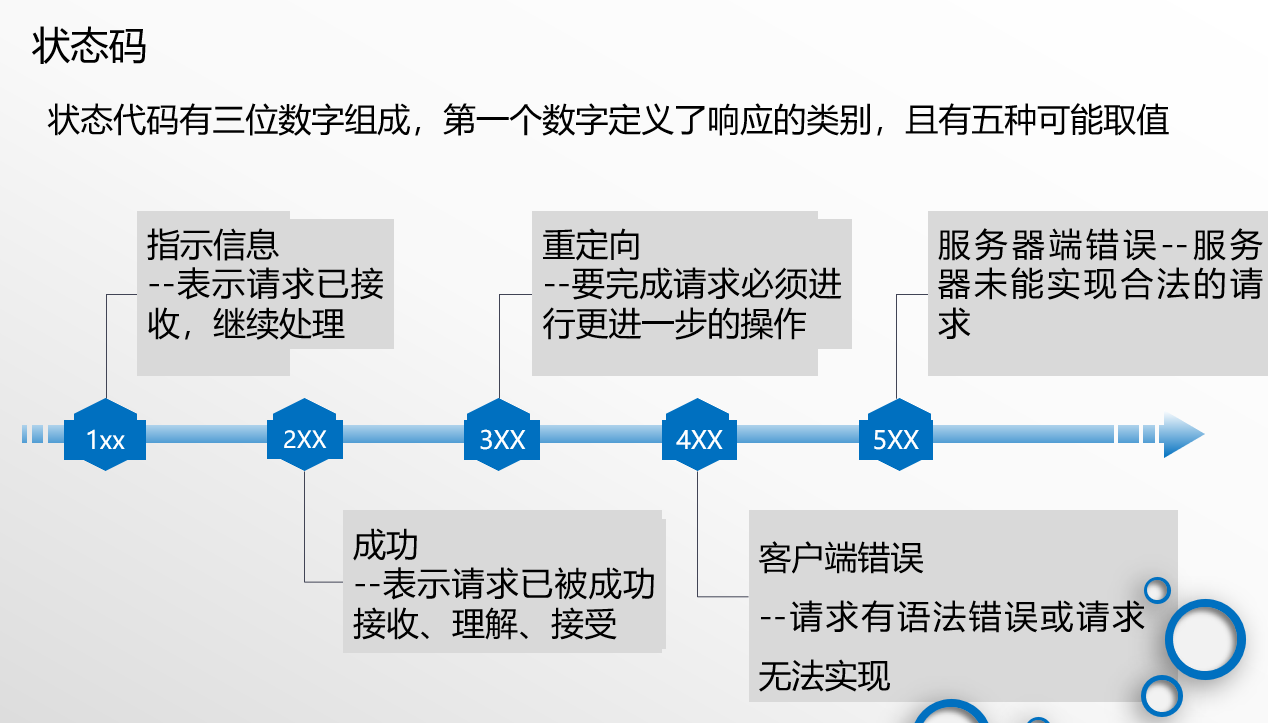 状态码
状态代码有三位数字组成，第一个数字定义了响应的类别，且有五种可能取值
指示信息
--表示请求已接
收，继续处理
重定向
--要完成请求必须进
行更进一步的操作
服务器端错误--服务
器未能实现合法的请
求
1xx
2XX
3XX
4XX
5XX
成功
--表示请求已被成功
接收、理解、接受
客户端错误
--请求有语法错误或请求
无法实现